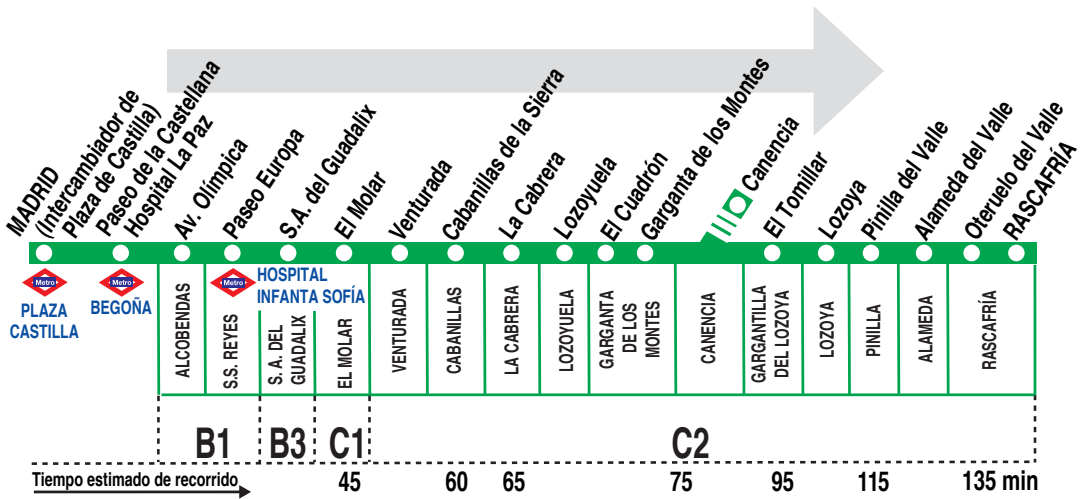 MADRID
(Intercambiador de
Plaza de Castilla)
Paseo de la Castellana
Hospital La Paz
Av. Olímpica
Paseo Europa
S.A. del Guadalix
El Molar
Venturada
Cabanillas de la Sierra
La Cabrera
Lozoyuela
El Cuadrón
Garganta de los Montes
Canencia
El Tomillar
Lozoya
Pinilla del Valle
Alameda del Valle
Oteruelo del Valle
RASCAFRÍA
Metro
PLAZA
CASTILLA
Metro
BEGOÑA
Metro
HOSPITAL
INFANTA SOFÍA
ALCOBENDAS
S.S. REYES
S. A. DEL
GUADALIX
EL MOLAR
VENTURADA
CABANILLAS
LA CABRERA
LOZOYUELA
GARGANTA
DE LOS
MONTES
CANENCIA
GARGANTILLA
DEL LOZOYA
LOZOYA
PINILLA
ALAMEDA
RASCAFRÍA
B1
B3
C1
C2
Tiempo estimado de recorrido
45
60
65
75
95
115
135 min